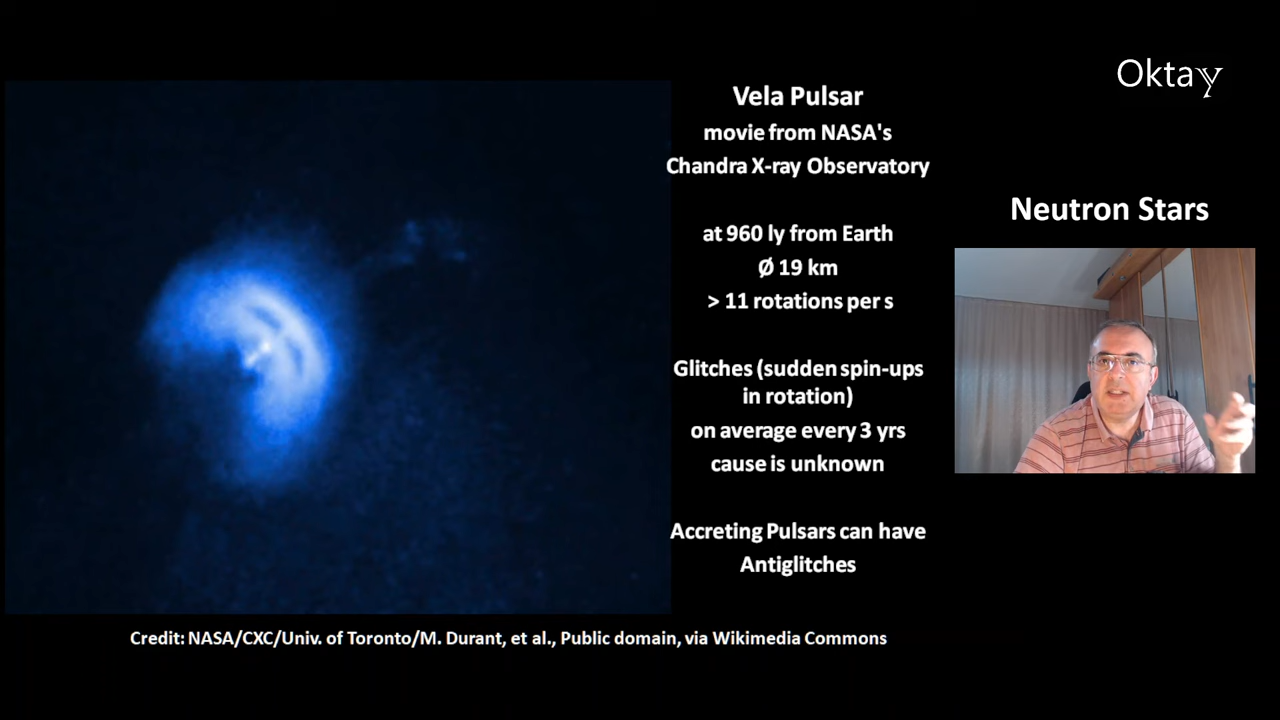 Oktay
Vela Pulsar
movie from NASA's
Chandra X-ray Observatory
at 960 ly from Earth
Ø 19 km
> 11 rotations per s
Glitches (sudden spin-ups
in rotation)
on average every 3 yrs
cause is unknown
Accreting Pulsars can have
Antiglitches
Neutron Stars
Credit: NASA/CXC/Univ. of Toronto/M. Durant, et al., Public domain, via Wikimedia Commons